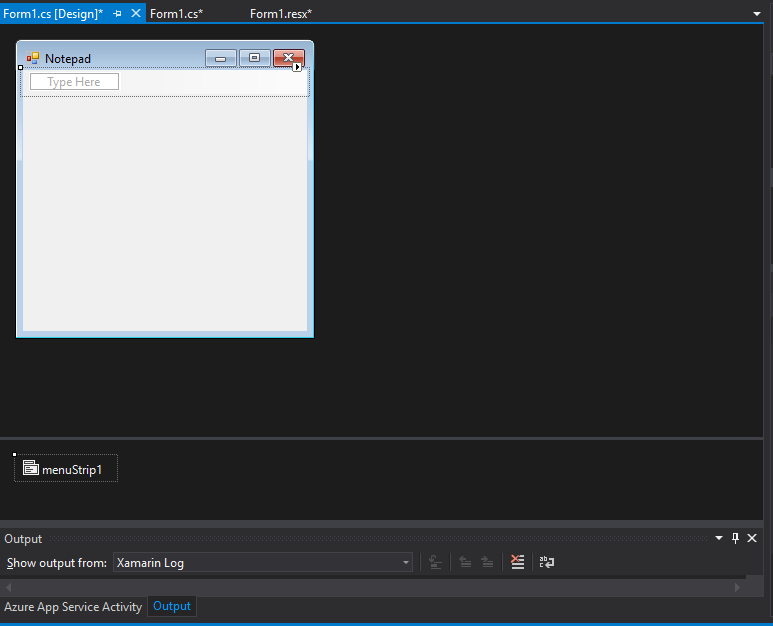 Form1.cs [Design]* Form1.cs* Form1.resx*
Notepad
Type Here
menuStrip1
Output
Show output from: Xamarin Log
Azure App Service Activity Output